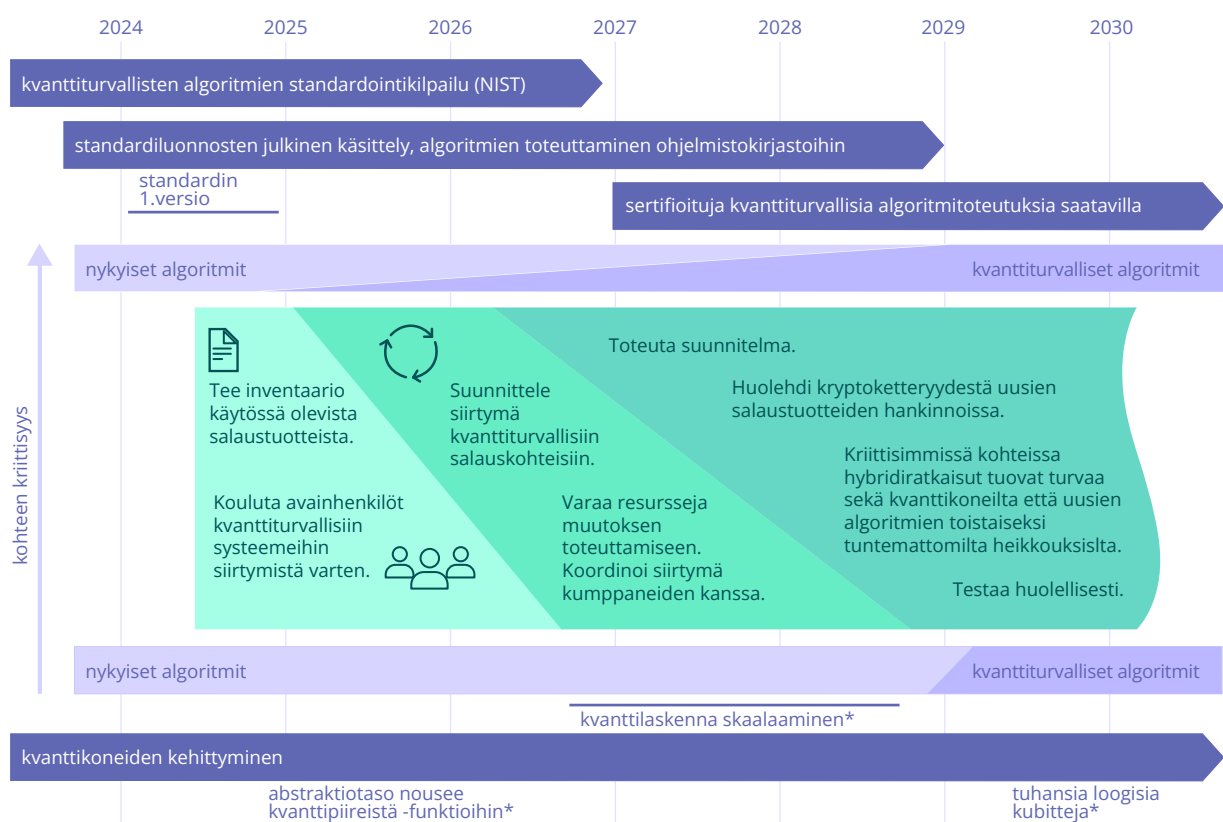 2024 2025 2026 2027 2028 2029 2030
kvanttiturvallisten algoritmien standardointikilpailu (NIST)
standardiluonnosten julkinen käsittely, algoritmien toteuttaminen ohjelmistokirjastoihin
standardin
1.versio
sertifioituja kvanttiturvallisia algoritmitoteutuksia saatavilla
kohteen kriittisyys
nykyiset algoritmit
kvanttiturvalliset algoritmit
Tee inventaario
käytössä olevista
salaustuotteista.
Kouluta avainhenkilöt
kvanttiturvallisiin
systeemeihin
siirtymistä varten.
Suunnittele
siirtymä
kvanttiturvallisiin
salauskohteisiin.
Varaa resursseja
muutoksen
toteuttamiseen.
Koordinoi siirtymä
kumppaneiden kanssa.
Toteuta suunnitelma.
Huolehdi kryptoketteryydestä uusien
salaustuotteiden hankinnoissa.
Kriittisimmissä kohteissa
hybridiratkaisut tuovat turvaa
sekä kvanttikoneilta että uusien
algoritmien toistaiseksi
tuntemattomilta heikkouksislta.
Testaa huolellisesti.
nykyiset algoritmit
kvanttiturvalliset algoritmit
kvanttilaskenna skaalaaminen*
kvanttikoneiden kehittyminen
abstraktiotaso nousee
kvanttipiireistä -funktioihin*
tuhansia loogisia
kubitteja*